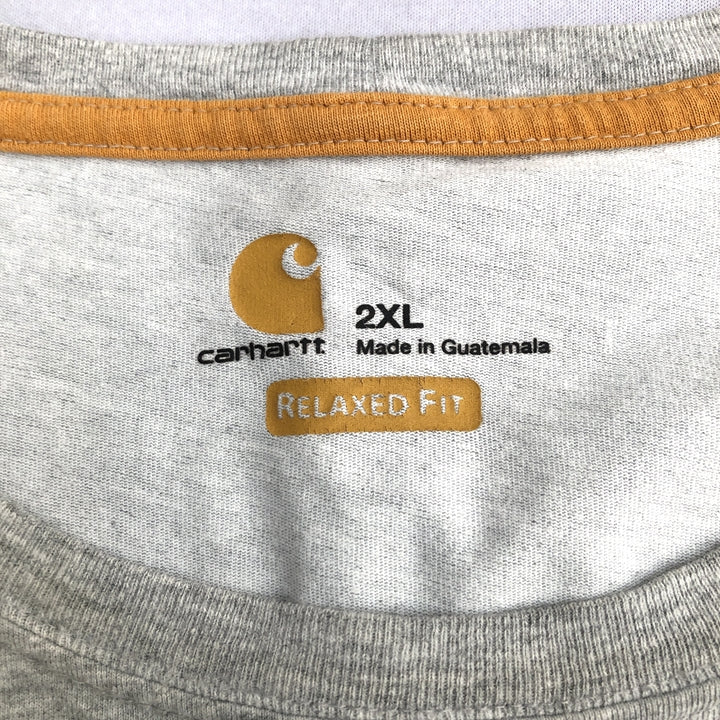 2XL
carhartt
Made in Guatemala
RELAXED FIT